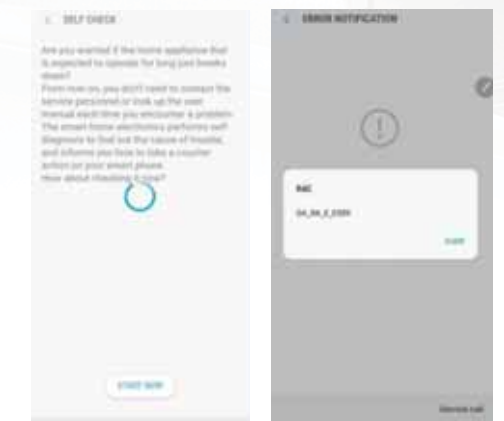 SELF CHECK
Are you worried if the home appliance that
is expected to operate for long just breaks
down?
From now on, you don't need to contact the
service personnel or look up the user
manual each time you encounter a problem.
The smart home electronics performs self
diagnosis to find out the cause of trouble,
and informs you how to take a counter
action on your smart phone.
How about checking it now?
START NOW
ERROR NOTIFICATION
RAC
Service call